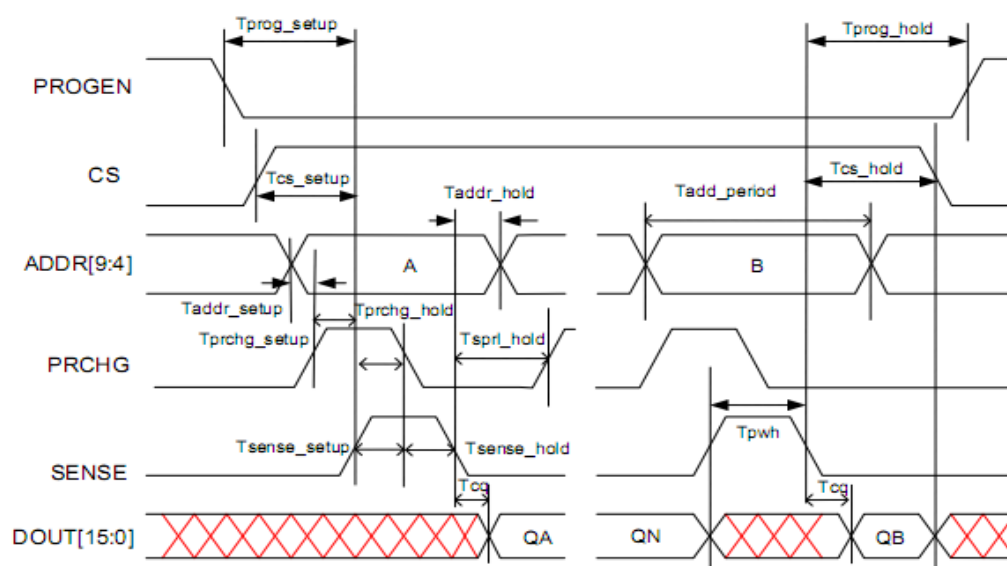 Tprog_setup
Tprog_hold
PROGEN
CS
Tcs_setup
Tcs_hold
Taddr_hold
Tadd_period
ADDR[9:4]
A
B
Taddr_setup
Tprchg_hold
Tprchg_setup
Tsprl_hold
PRCHG
Tsense_setup
Tsense_hold
Tpwh
SENSE
Tcq
Tcq
DOUT[15:0]
QA
QN
QB